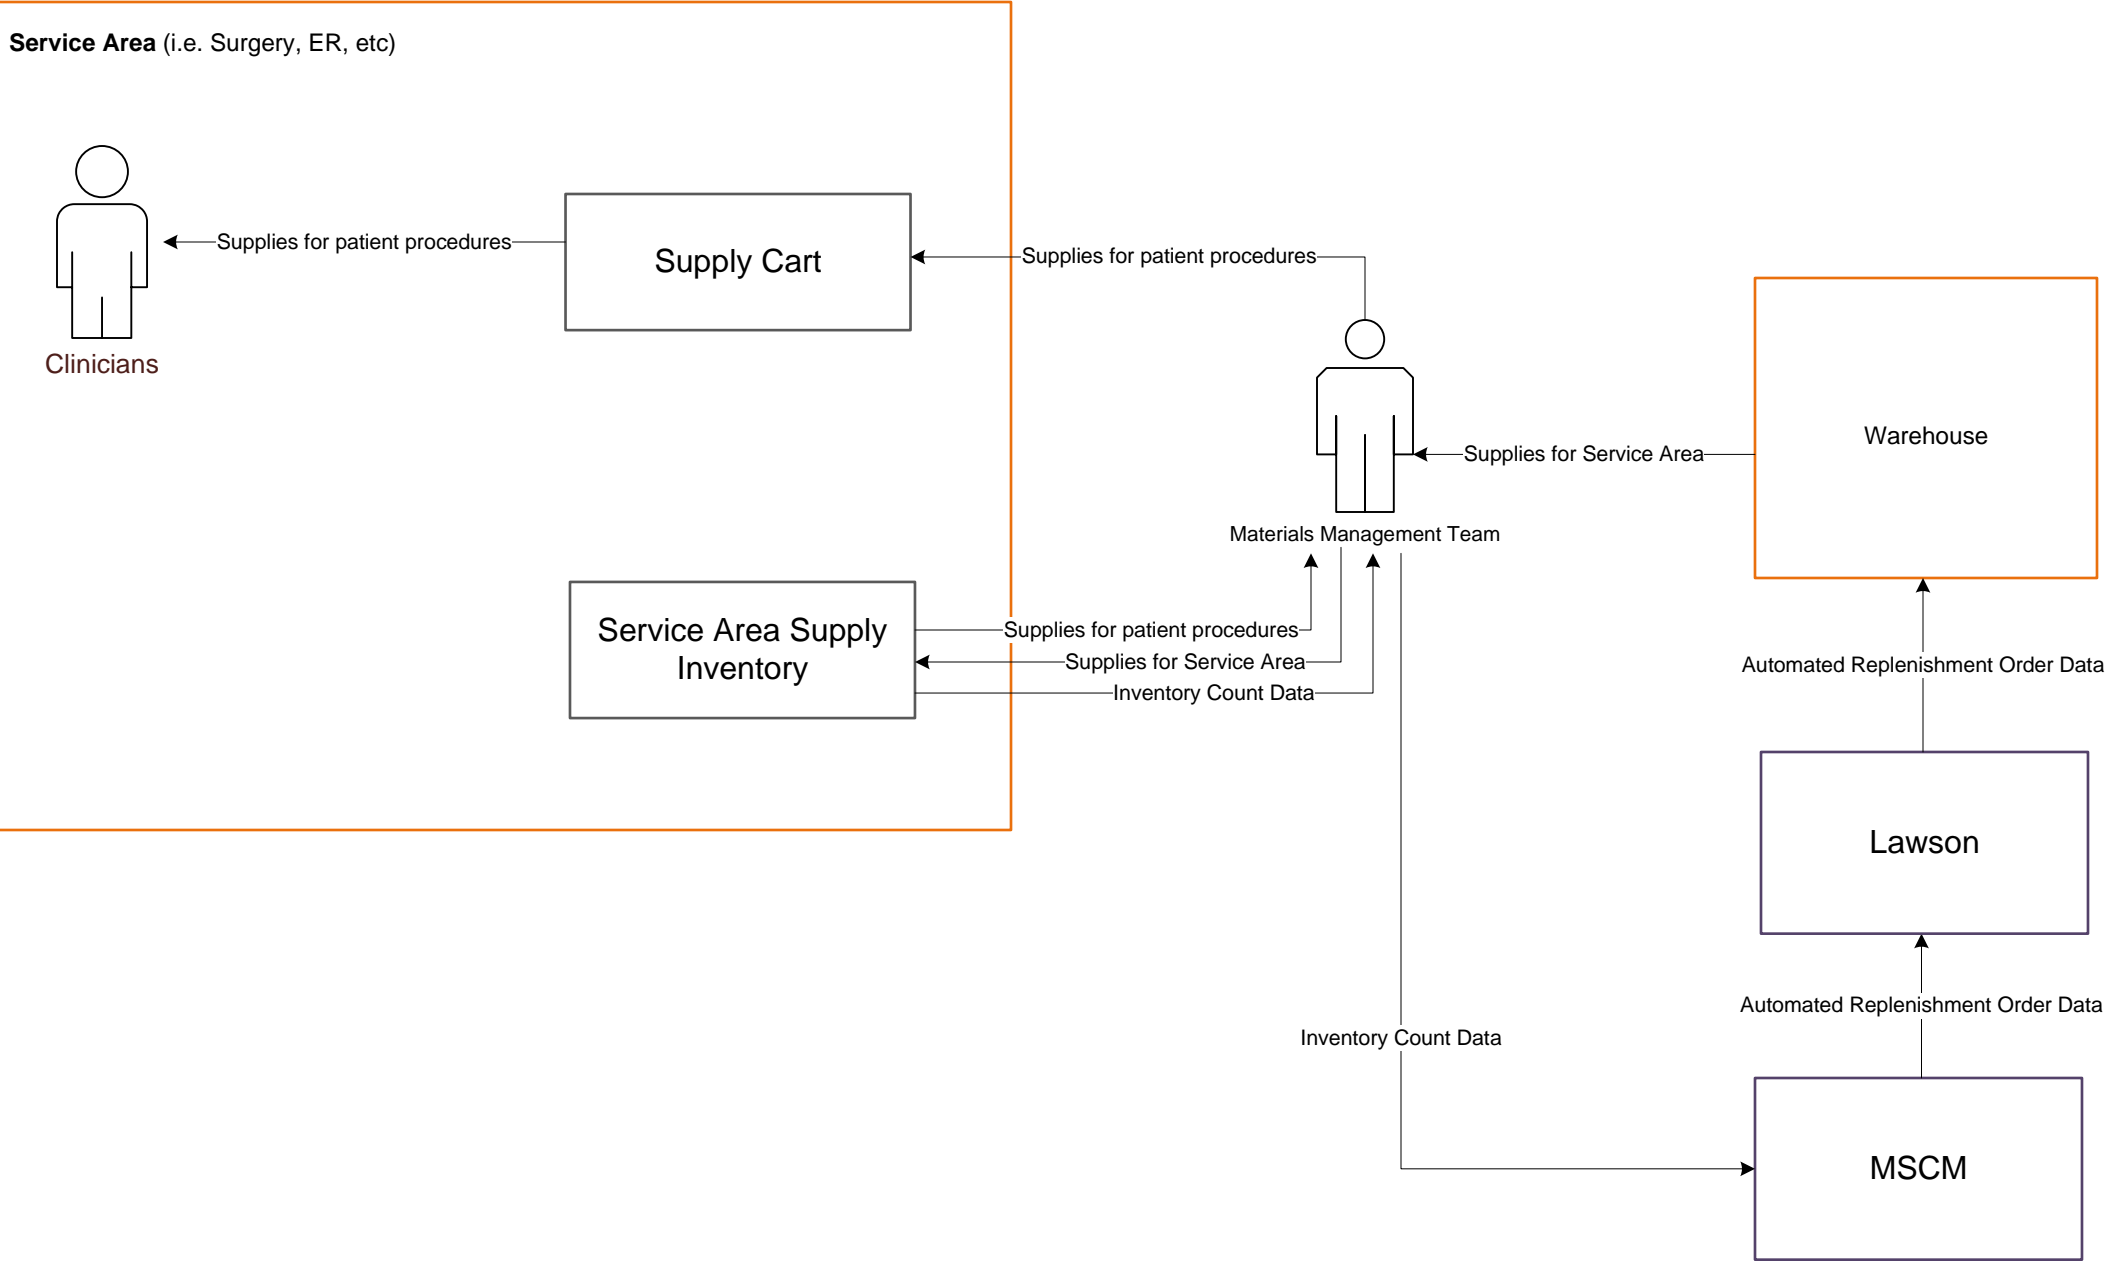 Service Area (i.e. Surgery, ER, etc)
Supplies for patient procedures
Supply Cart
Supplies for patient procedures
Clinicians
Warehouse
Supplies for Service Area
Materials Management Team
Service Area Supply
Inventory
Supplies for patient procedures
Supplies for Service Area
Inventory Count Data
Automated Replenishment Order Data
Lawson
Automated Replenishment Order Data
Inventory Count Data
MSCM